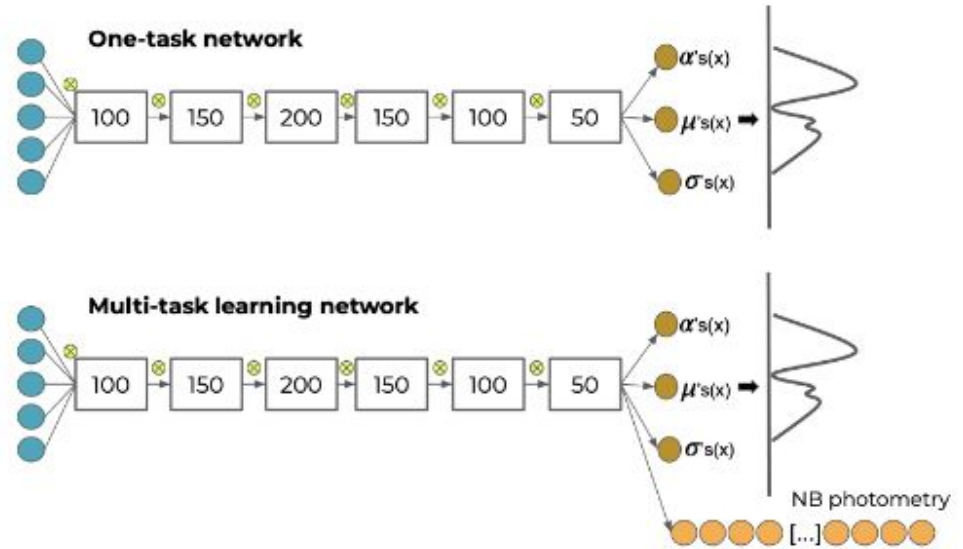 One-task network
100 150 200 150 100 50
α's(x)
μ's(x)
σ's(x)
Multi-task learning network
100 150 200 150 100 50
α's(x)
μ's(x)
σ's(x)
NB photometry
[...]